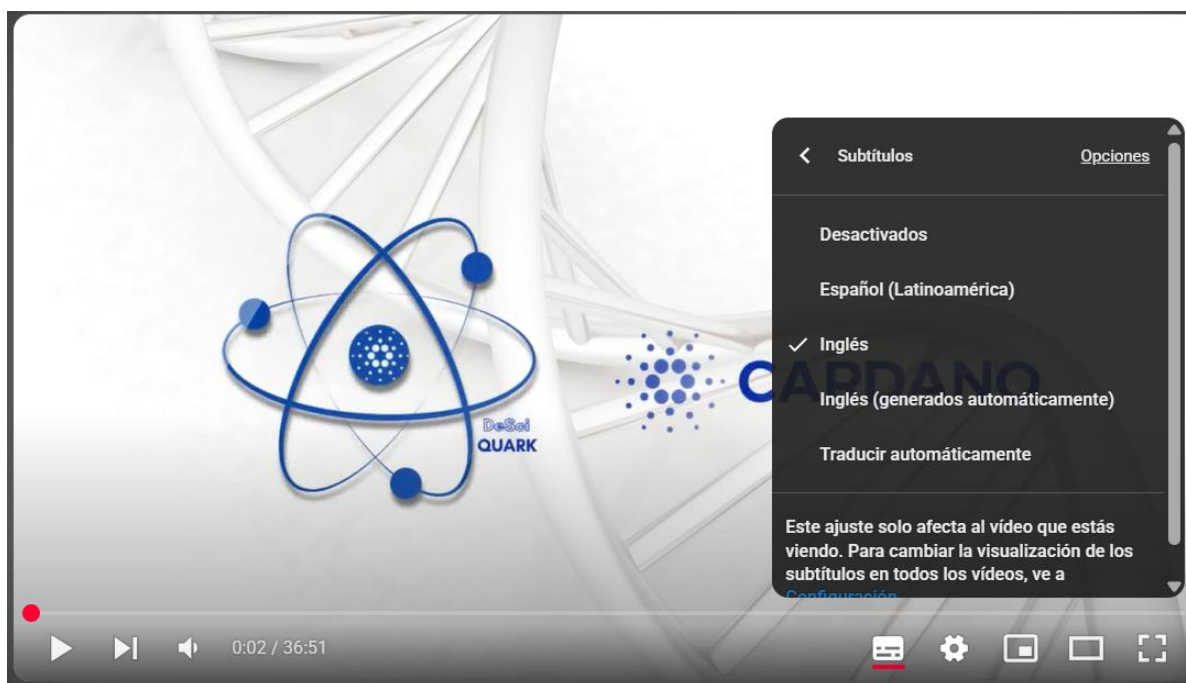 Subtítulos
Opciones
Desactivados
Español (Latinoamérica)
Inglés
CARDANO
Inglés (generados automáticamente)
DeSci
QUARK
Traducir automáticamente
Este ajuste solo afecta al vídeo que estás
viendo. Para cambiar la visualización de los
subtítulos en todos los vídeos, ve a
Configuración
0:02 / 36:51